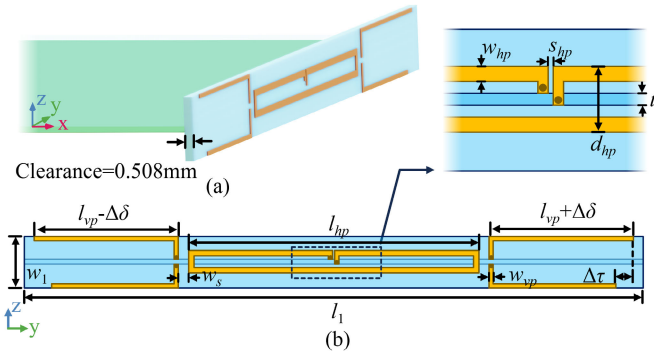 z
y
x
Clearance=0.508mm
(a)
w_hp
s_hp
d_hp
l_vp-Δδ
l_hp
l_vp+Δδ
w_1
w_s
w_vp
Δτ
l_1
z
y
(b)